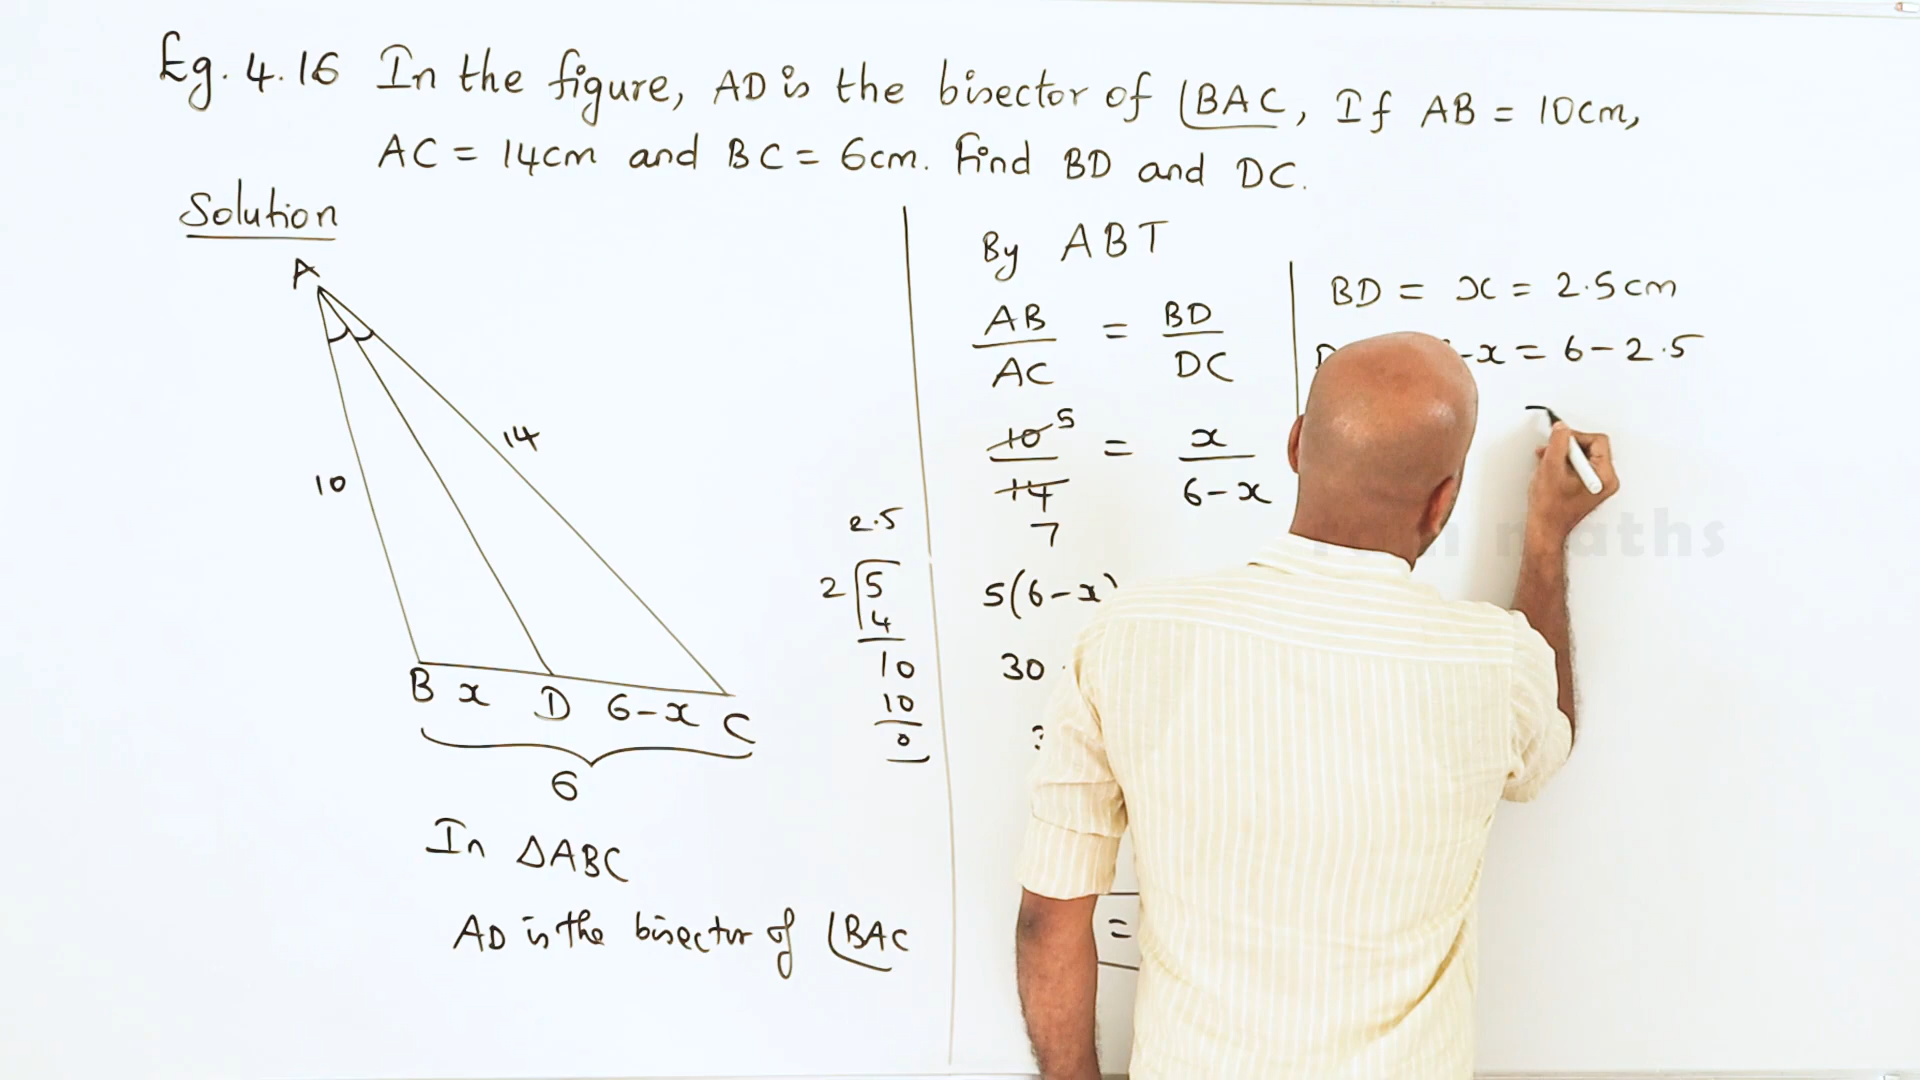 Eg. 4.16 In the figure, AD is the bisector of ∠BAC, If AB = 10cm,
AC = 14cm and BC = 6cm. Find BD and DC.
Solution
A
10
14
B x D 6-x C
6
In ΔABC
AD is the bisector of ∠BAC
2.5
2 5
4
10
10
0
By ABT
AB/AC = BD/DC
10 5 / 14 7 = x/6-x
5(6-x)
30
=
BD = x = 2.5cm
-x = 6-2.5
maths